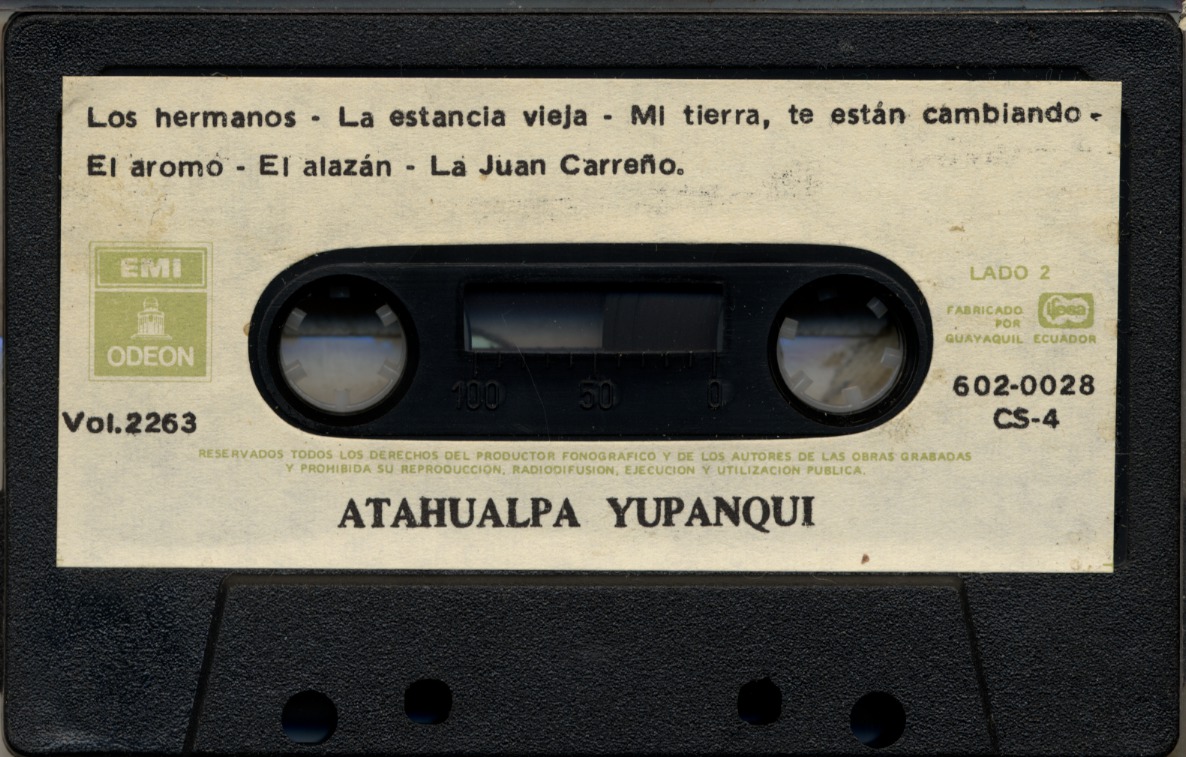 Los hermanos - La estancia vieja - Mi tierra, te están cambiando -
El aromo - El alazán - La Juan Carreño.
EMI
ODEON
Vol.2263
LADO 2
FABRICADO
POR
ifesa
GUAYAQUIL ECUADOR
602-0028
CS-4
100 50 0
RESERVADOS TODOS LOS DERECHOS DEL PRODUCTOR FONOGRAFICO Y DE LOS AUTORES DE LAS OBRAS GRABADAS
Y PROHIBIDA SU REPRODUCCION, RADIODIFUSION, EJECUCION Y UTILIZACION PUBLICA.
ATAHUALPA YUPANQUI